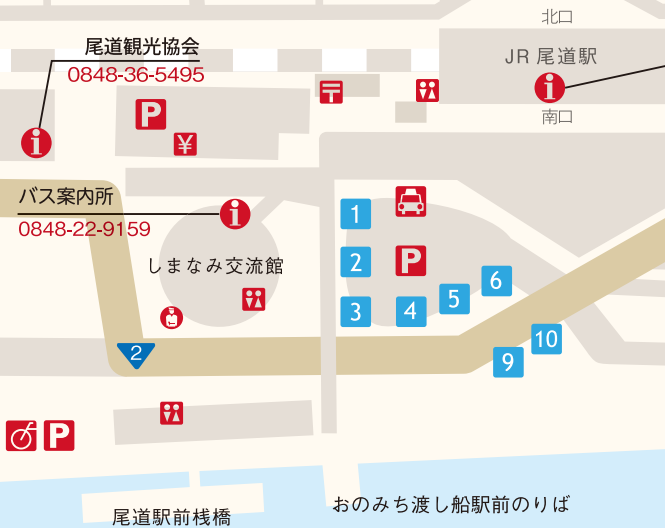 北口
尾道観光協会
0848-36-5495
JR 尾道駅
〒
i
南口
P
i
¥
バス案内所
0848-22-9159
i
1
P
2
しまなみ交流館
6
5
3
4
10
2
9
P
おのみち渡し船駅前のりば
尾道駅前桟橋